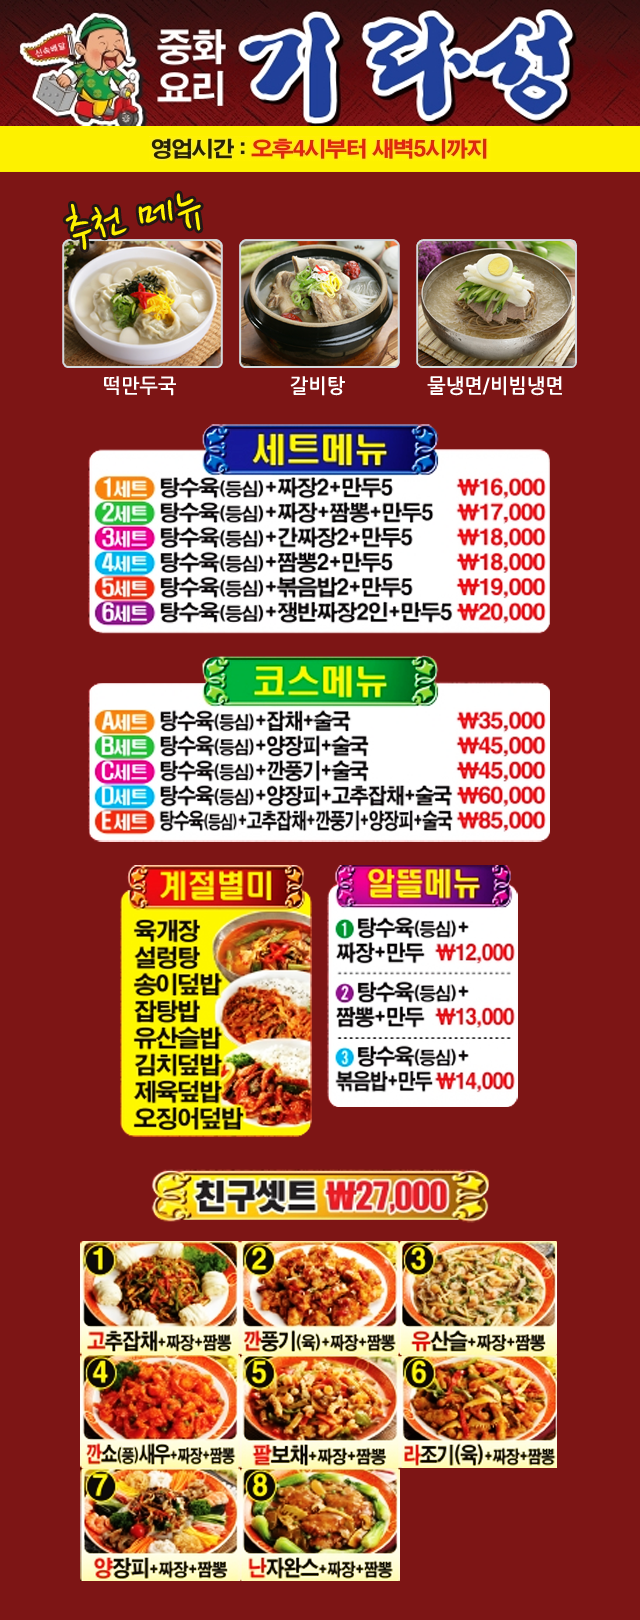 신속배달
중화
요리
기라성
영업시간 : 오후4시부터 새벽5시까지
추천 메뉴
떡만두국
갈비탕
물냉면/비빔냉면
세트메뉴
1세트 탕수육(등심)+짜장2+만두5 ₩16,000
2세트 탕수육(등심)+짜장+짬뽕+만두5 ₩17,000
3세트 탕수육(등심)+간짜장2+만두5 ₩18,000
4세트 탕수육(등심)+짬뽕2+만두5 ₩18,000
5세트 탕수육(등심)+볶음밥2+만두5 ₩19,000
6세트 탕수육(등심)+쟁반짜장2인+만두5 ₩20,000
코스메뉴
A세트 탕수육(등심)+잡채+술국 ₩35,000
B세트 탕수육(등심)+양장피+술국 ₩45,000
C세트 탕수육(등심)+깐풍기+술국 ₩45,000
D세트 탕수육(등심)+양장피+고추잡채+술국 ₩60,000
E세트 탕수육(등심)+고추잡채+깐풍기+양장피+술국 ₩85,000
계절별미
육개장
설렁탕
송이덮밥
잡탕밥
유산슬밥
김치덮밥
제육덮밥
오징어덮밥
알뜰메뉴
1 탕수육(등심)+
짜장+만두 ₩12,000
2 탕수육(등심)+
짬뽕+만두 ₩13,000
3 탕수육(등심)+
볶음밥+만두 ₩14,000
친구셋트 ₩27,000
1 고추잡채+짜장+짬뽕
2 깐풍기(육)+짜장+짬뽕
3 유산슬+짜장+짬뽕
4 깐쇼(풍)새우+짜장+짬뽕
5 팔보채+짜장+짬뽕
6 라조기(육)+짜장+짬뽕
7 양장피+짜장+짬뽕
8 난자완스+짜장+짬뽕